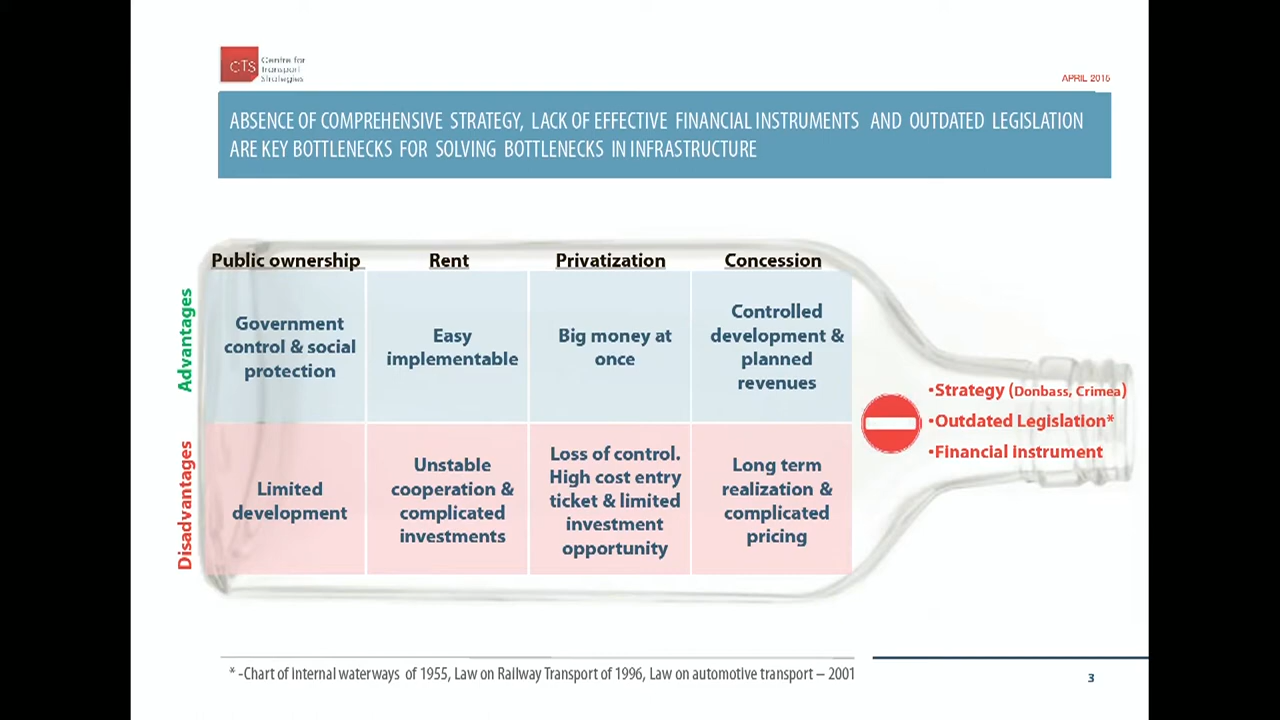 CTS
Centre for
Transport
Strategies
APRIL 2015
ABSENCE OF COMPREHENSIVE STRATEGY, LACK OF EFFECTIVE FINANCIAL INSTRUMENTS AND OUTDATED LEGISLATION
ARE KEY BOTTLENECKS FOR SOLVING BOTTLENECKS IN INFRASTRUCTURE
Public ownership Rent Privatization Concession
Advantages
Government
control & social
protection
Easy
implementable
Big money at
once
Controlled
development &
planned
revenues
Disadvantages
Limited
development
Unstable
cooperation &
complicated
investments
Loss of control.
High cost entry
ticket & limited
investment
opportunity
Long term
realization &
complicated
pricing
•Strategy (Donbass, Crimea)
•Outdated Legislation*
•Financial instrument
* -Chart of internal waterways of 1955, Law on Railway Transport of 1996, Law on automotive transport – 2001
3